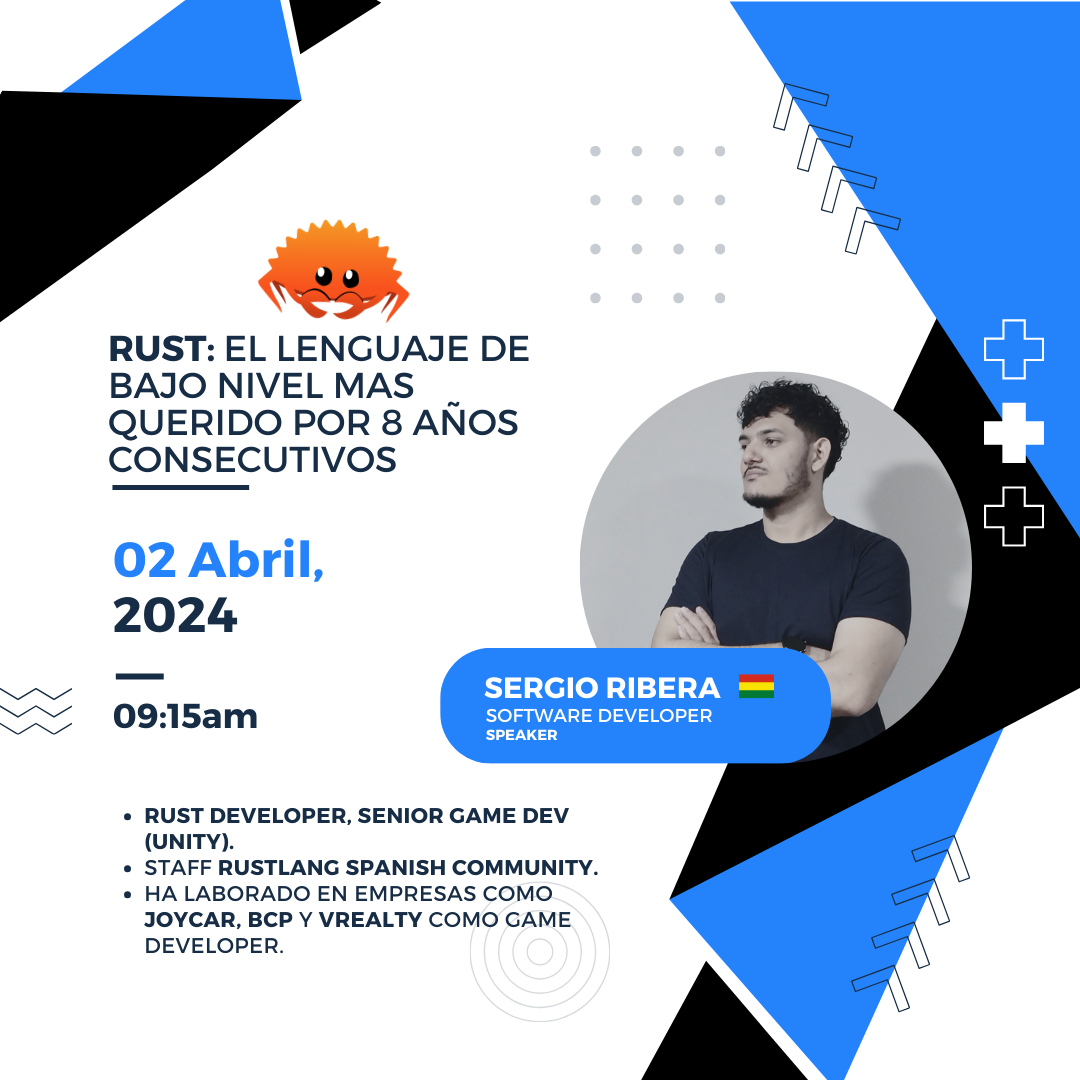 RUST: EL LENGUAJE DE
BAJO NIVEL MAS
QUERIDO POR 8 AÑOS
CONSECUTIVOS
02 Abril,
2024
09:15am
SERGIO RIBERA
SOFTWARE DEVELOPER
SPEAKER
• RUST DEVELOPER, SENIOR GAME DEV
(UNITY).
• STAFF RUSTLANG SPANISH COMMUNITY.
• HA LABORADO EN EMPRESAS COMO
JOYCAR, BCP Y VREALTY COMO GAME
DEVELOPER.